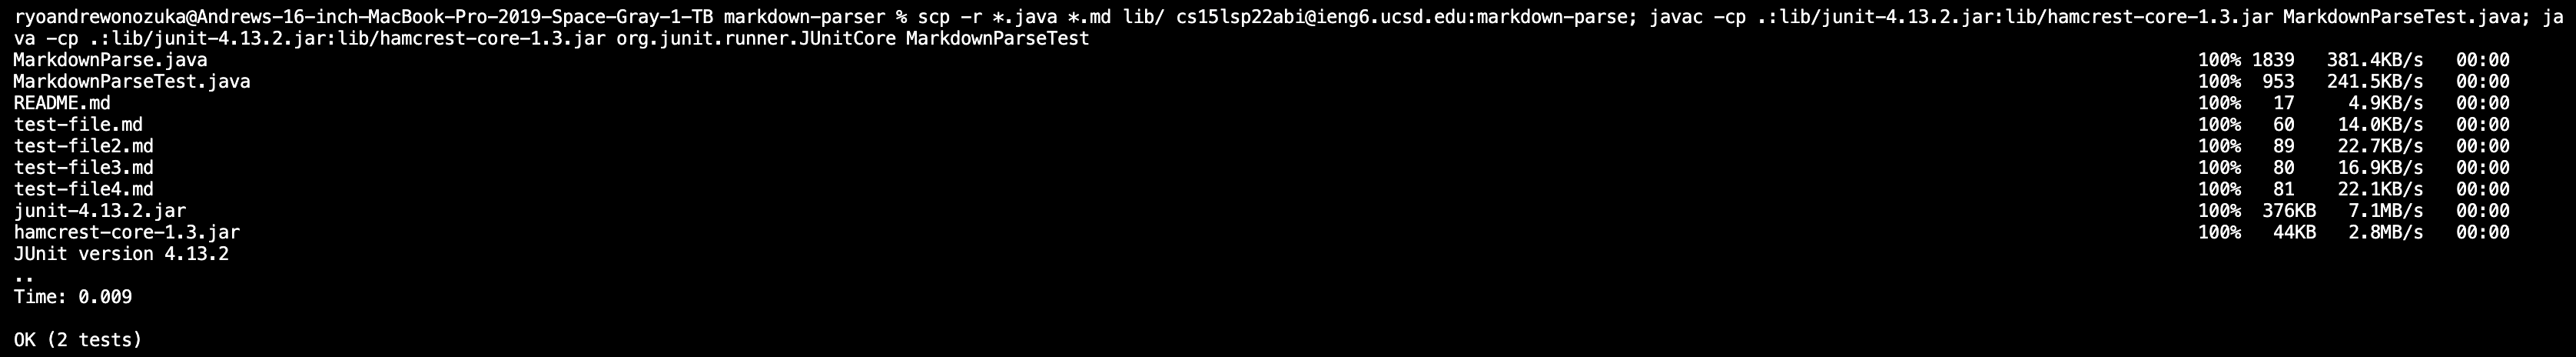 ryoandrewonozuka@Andrews-16-inch-MacBook-Pro-2019-Space-Gray-1-TB markdown-parser % scp -r *.java *.md lib/ cs15lsp22abi@ieng6.ucsd.edu:markdown-parse; javac -cp .:lib/junit-4.13.2.jar:lib/hamcrest-core-1.3.jar MarkdownParseTest.java; ja
va -cp .:lib/junit-4.13.2.jar:lib/hamcrest-core-1.3.jar org.junit.runner.JUnitCore MarkdownParseTest
MarkdownParse.java 100% 1839 381.4KB/s 00:00
MarkdownParseTest.java 100% 953 241.5KB/s 00:00
README.md 100% 17 4.9KB/s 00:00
test-file.md 100% 60 14.0KB/s 00:00
test-file2.md 100% 89 22.7KB/s 00:00
test-file3.md 100% 80 16.9KB/s 00:00
test-file4.md 100% 81 22.1KB/s 00:00
junit-4.13.2.jar 100% 376KB 7.1MB/s 00:00
hamcrest-core-1.3.jar 100% 44KB 2.8MB/s 00:00
JUnit version 4.13.2
..
Time: 0.009
OK (2 tests)